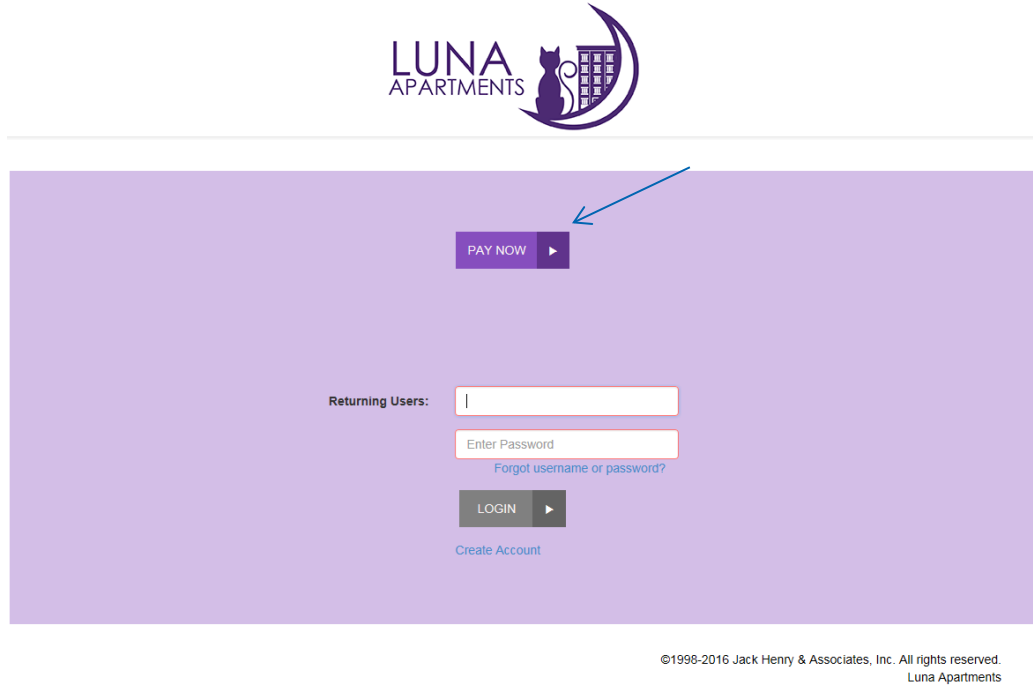 LUNA
APARTMENTS
PAY NOW
Returning Users:
Enter Password
Forgot username or password?
LOGIN
Create Account
©1998-2016 Jack Henry & Associates, Inc. All rights reserved.
Luna Apartments